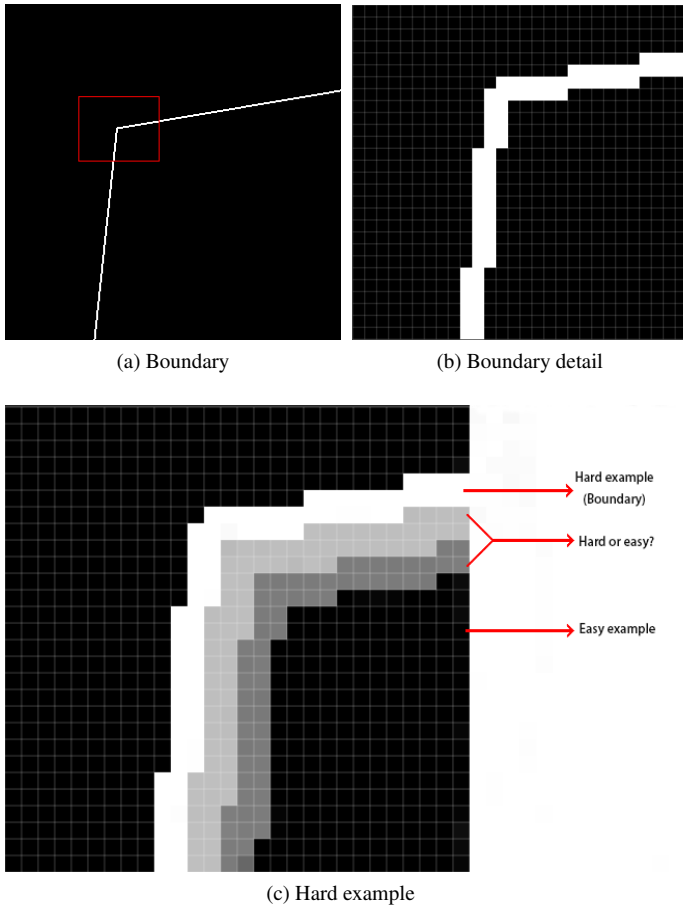 (a) Boundary
(b) Boundary detail
Hard example
(Boundary)
Hard or easy?
Easy example
(c) Hard example